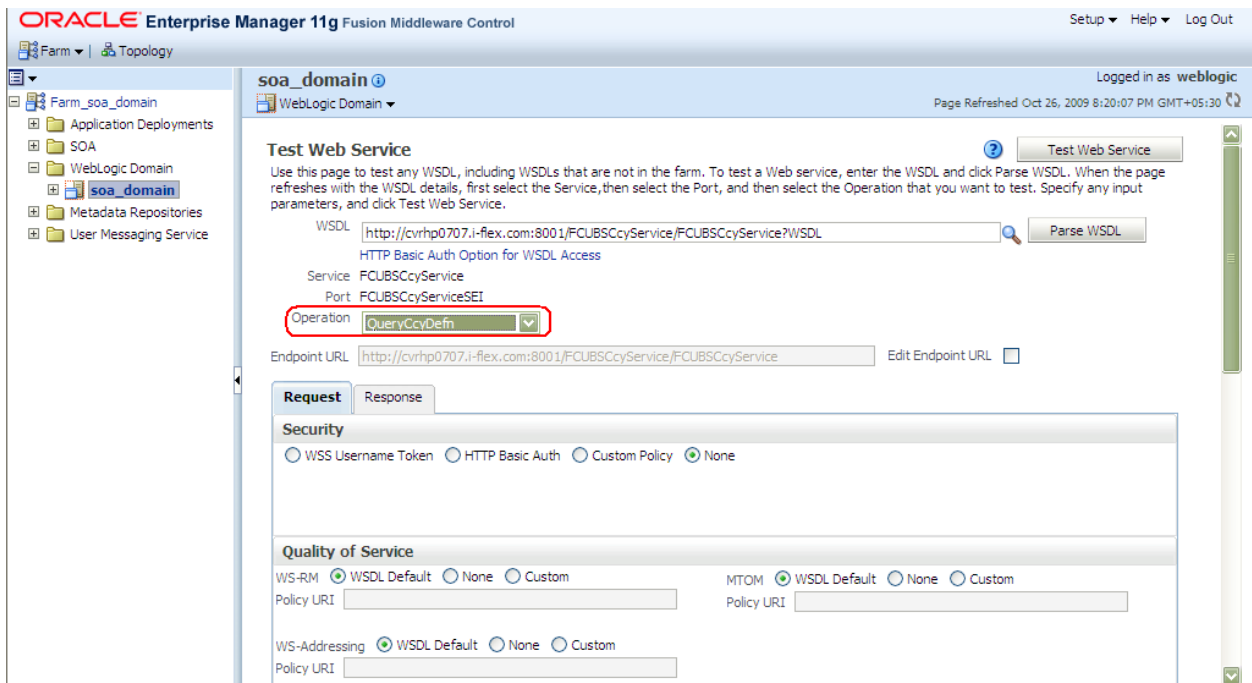 ORACLE Enterprise Manager 11g Fusion Middleware Control
Setup Help Log Out
Farm | Topology
soa_domain
Logged in as weblogic
WebLogic Domain
Page Refreshed Oct 26, 2009 8:20:07 PM GMT+05:30
Farm_soa_domain
Application Deployments
SOA
WebLogic Domain
soa_domain
Metadata Repositories
User Messaging Service
Test Web Service
Test Web Service
Use this page to test any WSDL, including WSDLs that are not in the farm. To test a Web service, enter the WSDL and click Parse WSDL. When the page
refreshes with the WSDL details, first select the Service,then select the Port, and then select the Operation that you want to test. Specify any input
parameters, and click Test Web Service.
WSDL http://cvrhp0707.i-flex.com:8001/FCUBSCcyService/FCUBSCcyService?WSDL Parse WSDL
HTTP Basic Auth Option for WSDL Access
Service FCUBSCcyService
Port FCUBSCcyServiceSEI
Operation QueryCcyDefn
Endpoint URL http://cvrhp0707.i-flex.com:8001/FCUBSCcyService/FCUBSCcyService Edit Endpoint URL
Request Response
Security
WSS Username Token HTTP Basic Auth Custom Policy None
Quality of Service
WS-RM WSDL Default None Custom
MTOM WSDL Default None Custom
Policy URI
Policy URI
WS-Addressing WSDL Default None Custom
Policy URI